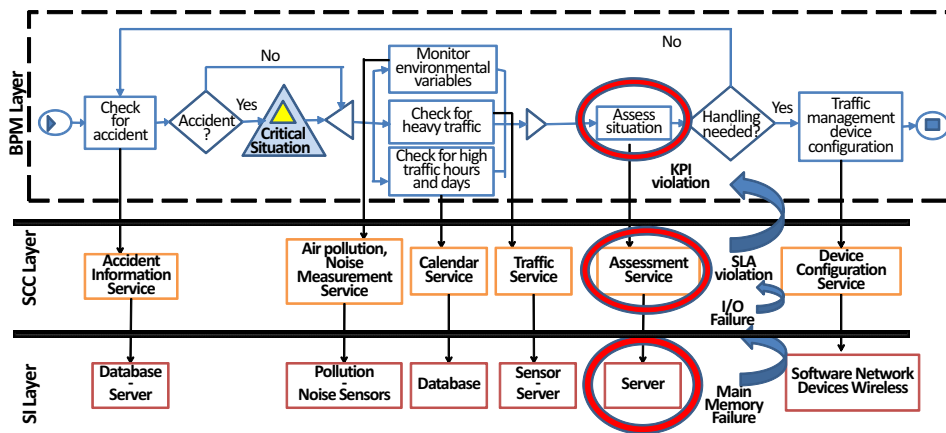 BPM Layer
No
No
Check
for
accident
Accident
?
Yes
Critical
Situation
Monitor
environmental
variables
Check for
heavy traffic
Check for high
traffic hours
and days
Assess
situation
Handling
needed?
Yes
Traffic
management
device
configuration
KPI
violation
SCC Layer
Accident
Information
Service
Air pollution,
Noise
Measurement
Service
Calendar
Service
Traffic
Service
Assessment
Service
SLA
violation
Device
Configuration
Service
I/O
Failure
SI Layer
Database
-
Server
Pollution
-
Noise Sensors
Database
Sensor
-
Server
Server
Main
Memory
Failure
Software Network
Devices Wireless